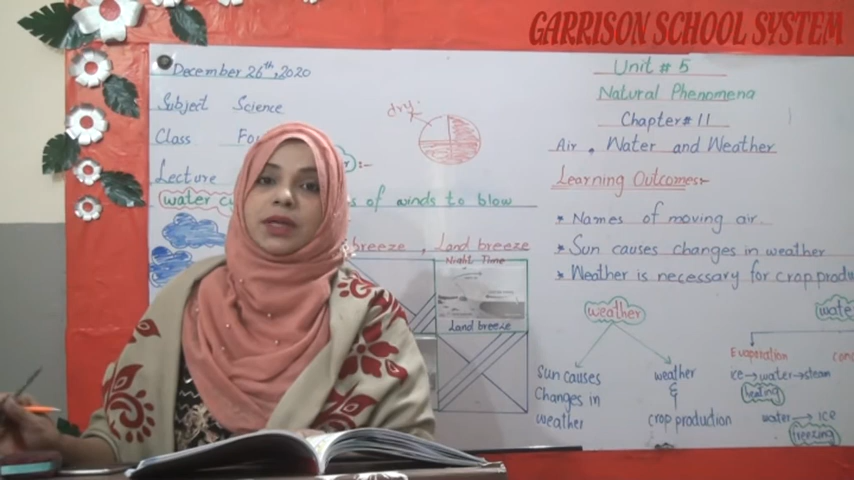 GARRISON SCHOOL SYSTEM
December 26th, 2020
Subject Science
Class
Lecture
water
s of winds to blow
breeze, Land breeze
dry:
Night Time
Land breeze
Unit # 5
Natural Phenomena
Chapter # 11
Air, Water and Weather
Learning Outcomes:-
* Names of moving air.
* Sun causes changes in weather
* Weather is necessary for crop produ
weather
Sun causes
changes in
weather
weather
&
crop production
wate
Evaporation
con
ice→water→steam
heating
water→ICE
freezing